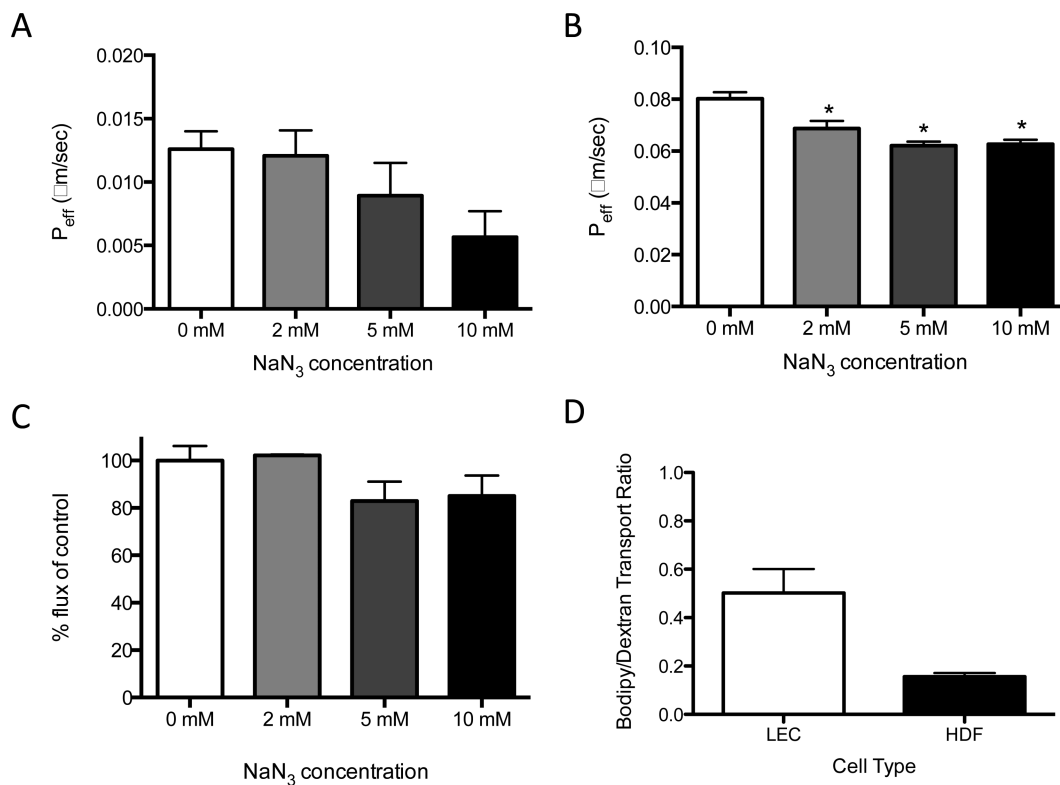 A
0.020
0.015
0.010
0.005
0.000
P_eff (□m/sec)
0 mM 2 mM 5 mM 10 mM
NaN₃ concentration
B
0.10
0.08
0.06
0.04
0.02
0.00
P_eff (□m/sec)
* * *
0 mM 2 mM 5 mM 10 mM
NaN₃ concentration
C
100
80
60
40
20
0
% flux of control
0 mM 2 mM 5 mM 10 mM
NaN₃ concentration
D
1.0
0.8
0.6
0.4
0.2
0.0
Bodipy/Dextran Transport Ratio
LEC HDF
Cell Type